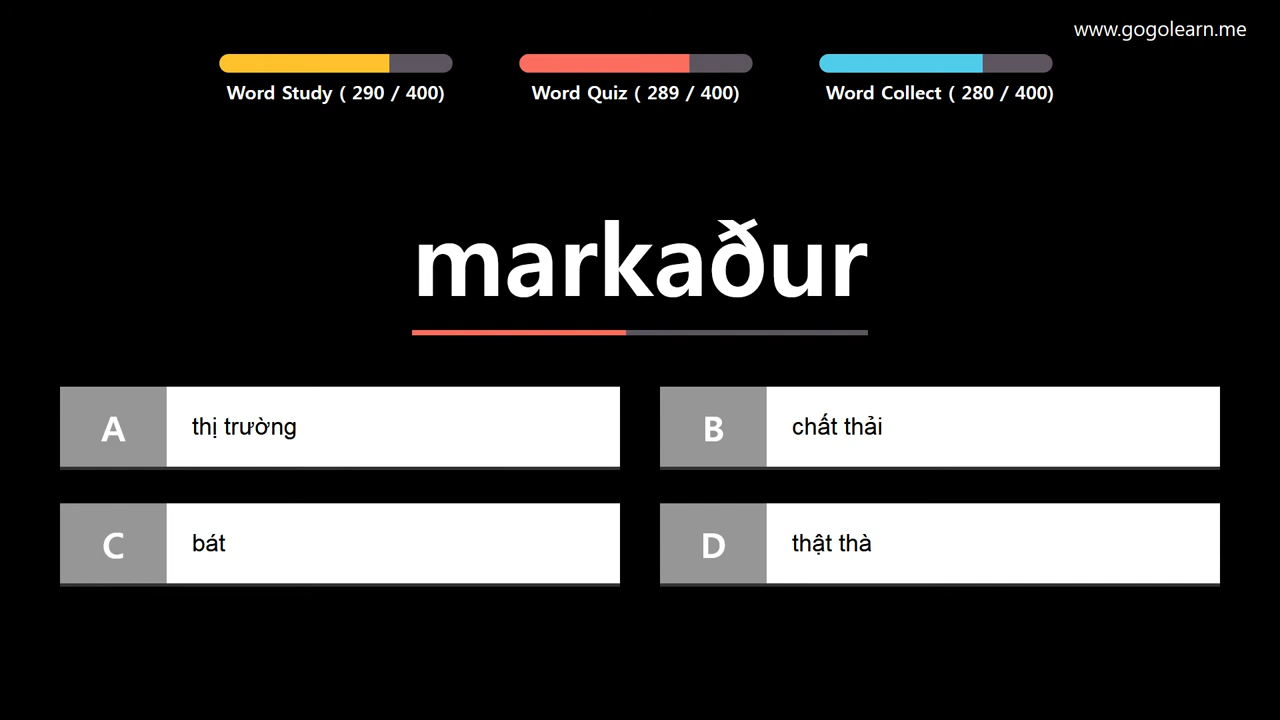 www.gogolearn.me
Word Study ( 290 / 400)
Word Quiz ( 289 / 400)
Word Collect ( 280 / 400)
markaður
A
thị trường
B
chất thải
C
bát
D
thật thà